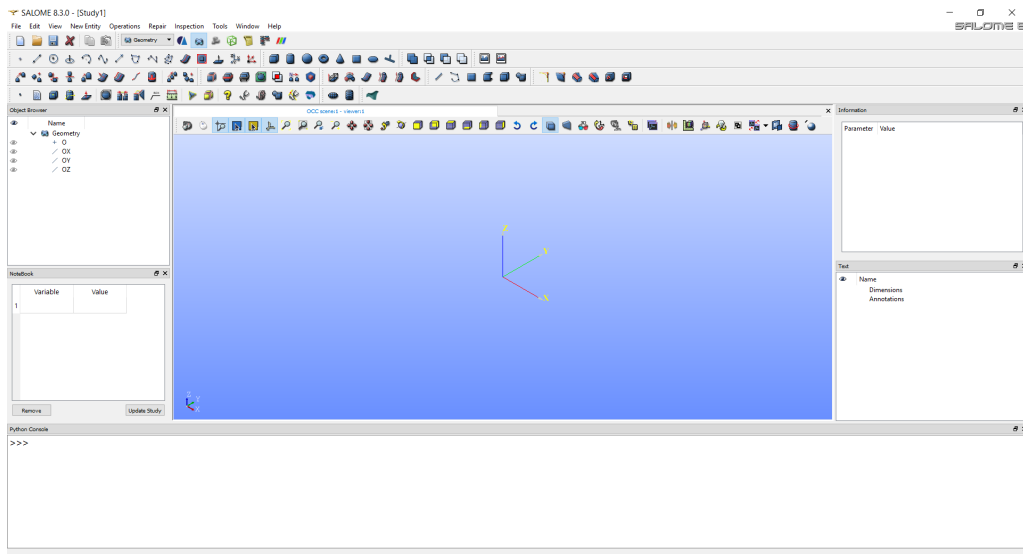 SALOME 8.3.0 - [Study1]
File Edit View New Entity Operations Repair Inspection Tools Window Help
SALOME 8
Geometry
Object Browser
OCC scene:1 - viewer:1
Information
Name
Parameter Value
Geometry
O
OX
OY
OZ
Z
Y
X
NoteBook
Text
Variable Value
Name
1
Dimensions
Annotations
Z
Y
X
Remove Update Study
Python Console
>>>